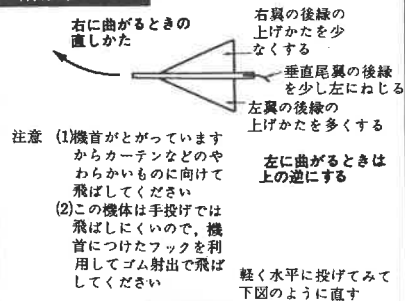 右に曲がるときの
直しかた
右翼の後縁の
上げかたを少
なくする
垂直尾翼の後縁
を少し左にねじる
左翼の後縁の
上げかたを多くする
注意 (1)機首がとがっています
からカーテンなどのや
わらかいものに向けて
飛ばしてください
(2)この機体は手投げでは
飛ばしにくいので，機
首につけたフックを利
用してゴム射出で飛ば
してください
左に曲がるときは
上の逆にする
軽く水平に投げてみて
下図のように直す